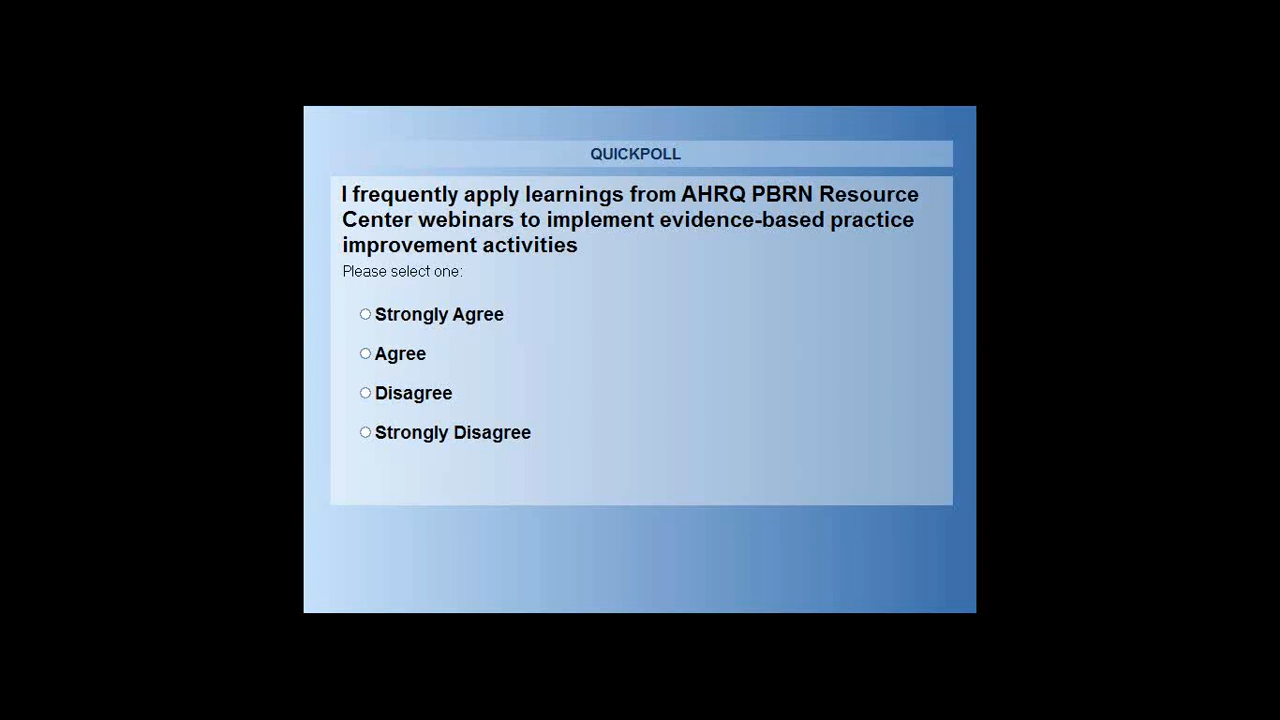 QUICKPOLL
I frequently apply learnings from AHRQ PBRN Resource
Center webinars to implement evidence-based practice
improvement activities
Please select one:
Strongly Agree
Agree
Disagree
Strongly Disagree